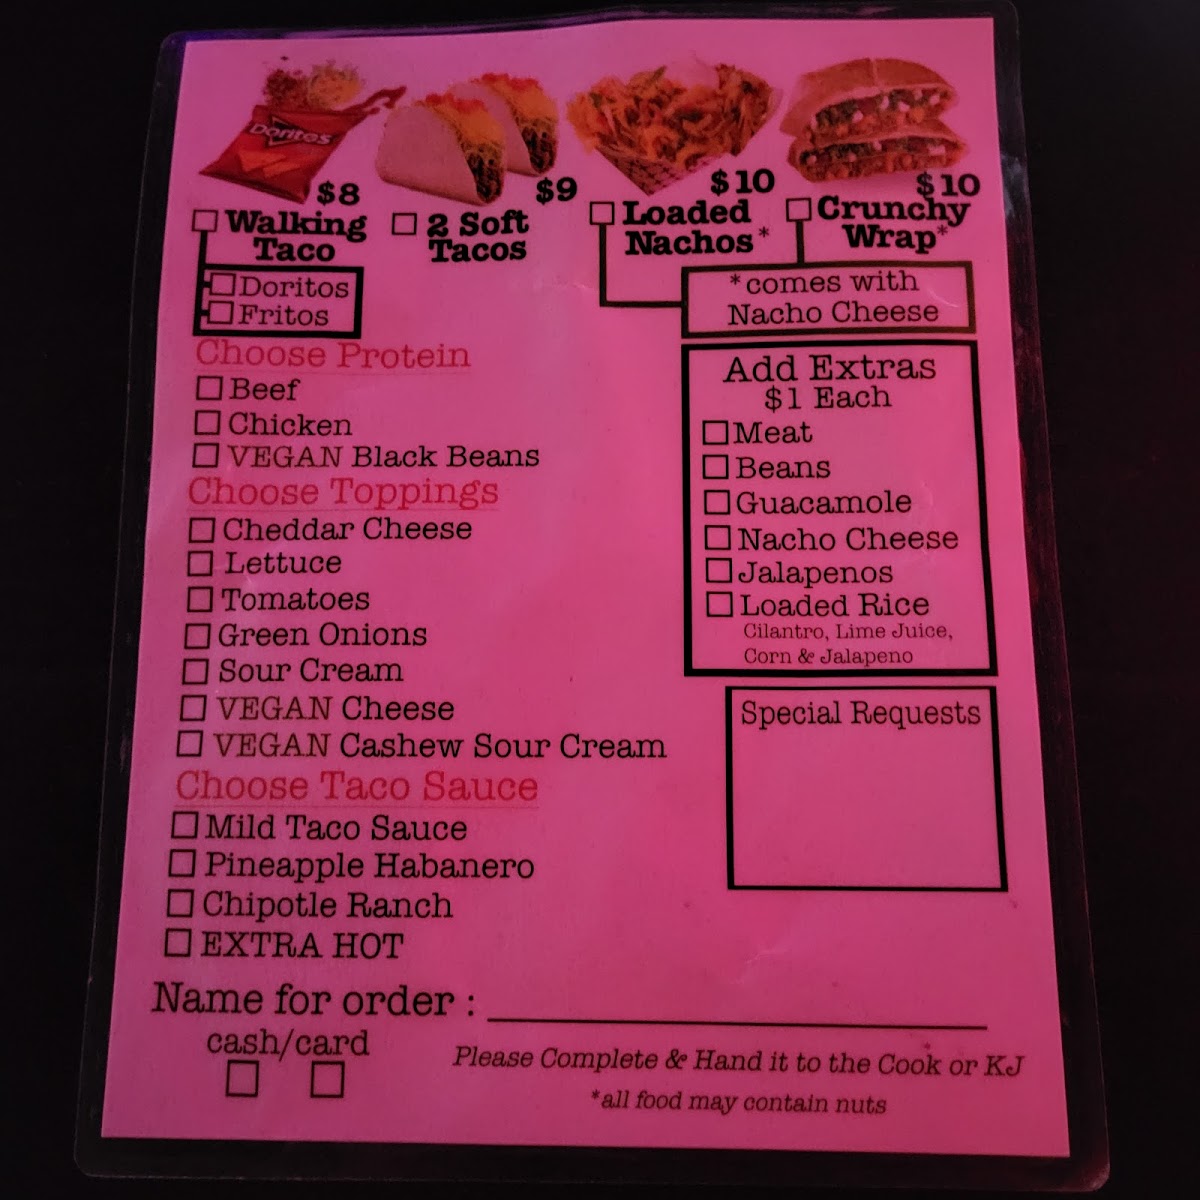 Doritos
$8
$9
$10
$10
☐ Walking
Taco
☐ 2 Soft
Tacos
☐ Loaded
Nachos*
☐ Crunchy
Wrap*
☐ Doritos
☐ Fritos
*comes with
Nacho Cheese
Choose Protein
☐ Beef
☐ Chicken
☐ VEGAN Black Beans
Choose Toppings
☐ Cheddar Cheese
☐ Lettuce
☐ Tomatoes
☐ Green Onions
☐ Sour Cream
☐ VEGAN Cheese
☐ VEGAN Cashew Sour Cream
Choose Taco Sauce
☐ Mild Taco Sauce
☐ Pineapple Habanero
☐ Chipotle Ranch
☐ EXTRA HOT
Add Extras
$1 Each
☐ Meat
☐ Beans
☐ Guacamole
☐ Nacho Cheese
☐ Jalapenos
☐ Loaded Rice
Cilantro, Lime Juice,
Corn & Jalapeno
Special Requests
Name for order : ____________________
cash/card
☐ ☐
Please Complete & Hand it to the Cook or KJ
*all food may contain nuts